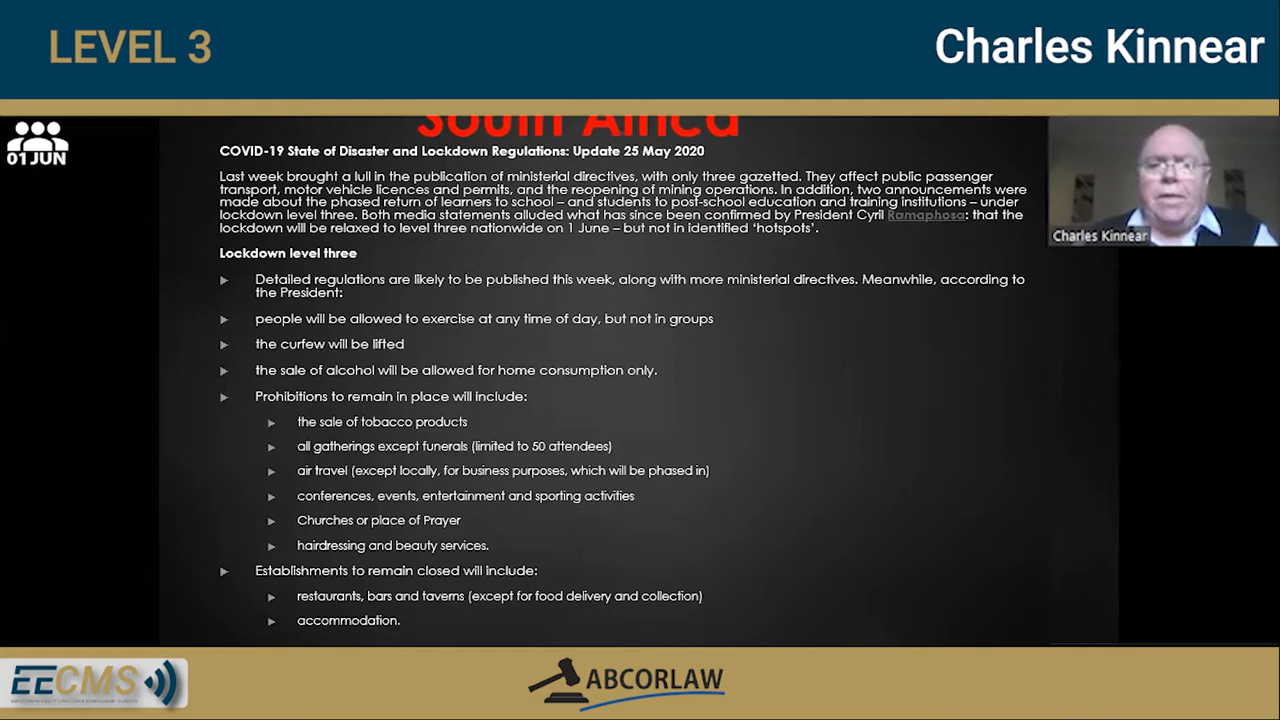 LEVEL 3
Charles Kinnear
01 JUN
South Africa
COVID-19 State of Disaster and Lockdown Regulations: Update 25 May 2020
Last week brought a lull in the publication of ministerial directives, with only three gazetted. They affect public passenger
transport, motor vehicle licences and permits, and the reopening of mining operations. In addition, two announcements were
made about the phased return of learners to school – and students to post-school education and training institutions – under
lockdown level three. Both media statements alluded what has since been confirmed by President Cyril Ramaphosa: that the
lockdown will be relaxed to level three nationwide on 1 June – but not in identified ‘hotspots’.
Charles Kinnear
Lockdown level three
Detailed regulations are likely to be published this week, along with more ministerial directives. Meanwhile, according to
the President:
people will be allowed to exercise at any time of day, but not in groups
the curfew will be lifted
the sale of alcohol will be allowed for home consumption only.
Prohibitions to remain in place will include:
the sale of tobacco products
all gatherings except funerals (limited to 50 attendees)
air travel (except locally, for business purposes, which will be phased in)
conferences, events, entertainment and sporting activities
Churches or place of Prayer
hairdressing and beauty services.
Establishments to remain closed will include:
restaurants, bars and taverns (except for food delivery and collection)
accommodation.
EECMS
ABCORLAW